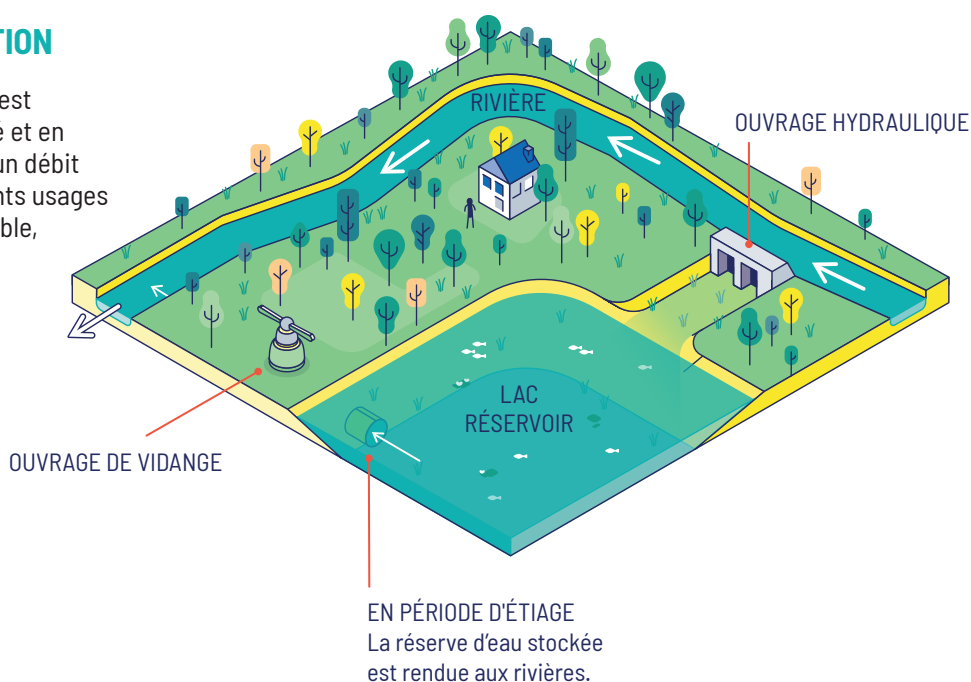 TION
est
é et en
un débit
nts usages
ble,
RIVIÈRE
OUVRAGE HYDRAULIQUE
LAC
RÉSERVOIR
OUVRAGE DE VIDANGE
EN PÉRIODE D'ÉTIAGE
La réserve d’eau stockée
est rendue aux rivières.